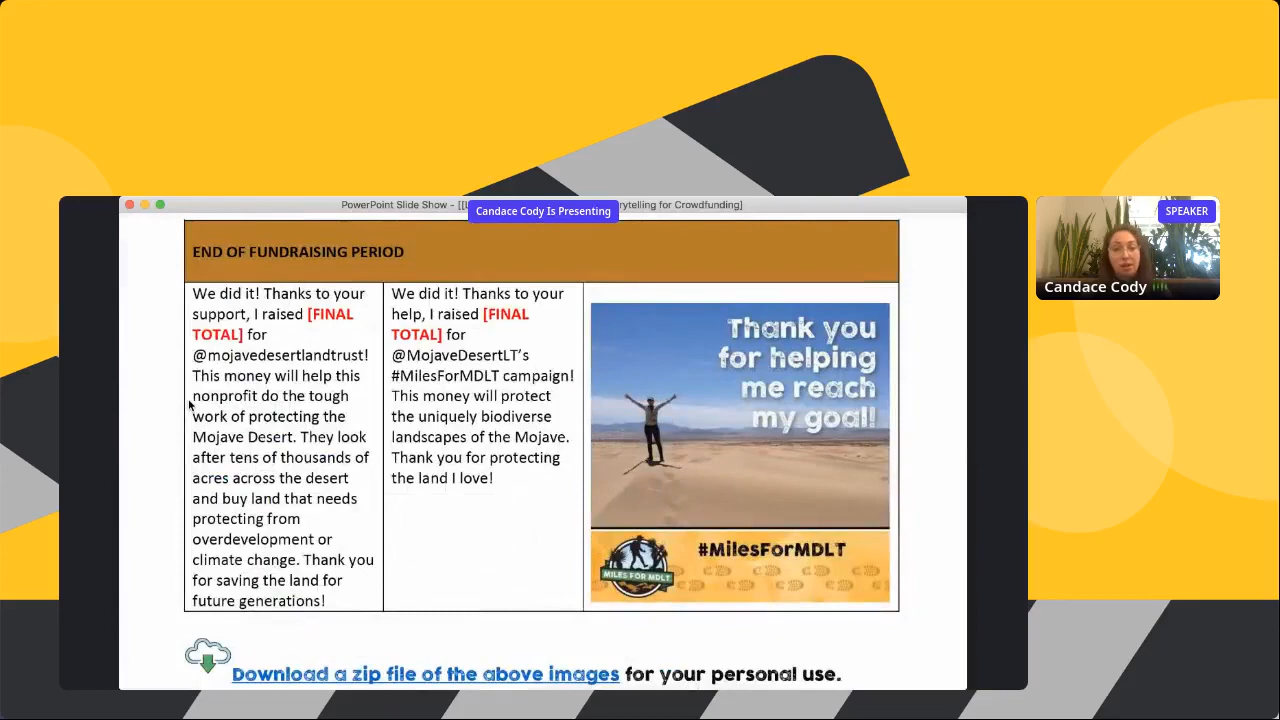 PowerPoint Slide Show - [[L
rytelling for Crowdfunding]
Candace Cody Is Presenting
SPEAKER
Candace Cody
END OF FUNDRAISING PERIOD
We did it! Thanks to your
support, I raised [FINAL
TOTAL] for
@mojavedesertlandtrust!
This money will help this
nonprofit do the tough
work of protecting the
Mojave Desert. They look
after tens of thousands of
acres across the desert
and buy land that needs
protecting from
overdevelopment or
climate change. Thank you
for saving the land for
future generations!
We did it! Thanks to your
help, I raised [FINAL
TOTAL] for
@MojaveDesertLT’s
#MilesForMDLT campaign!
This money will protect
the uniquely biodiverse
landscapes of the Mojave.
Thank you for protecting
the land I love!
Thank you
for helping
me reach
my goal!
MILES FOR MDLT
#MilesForMDLT
Download a zip file of the above images for your personal use.